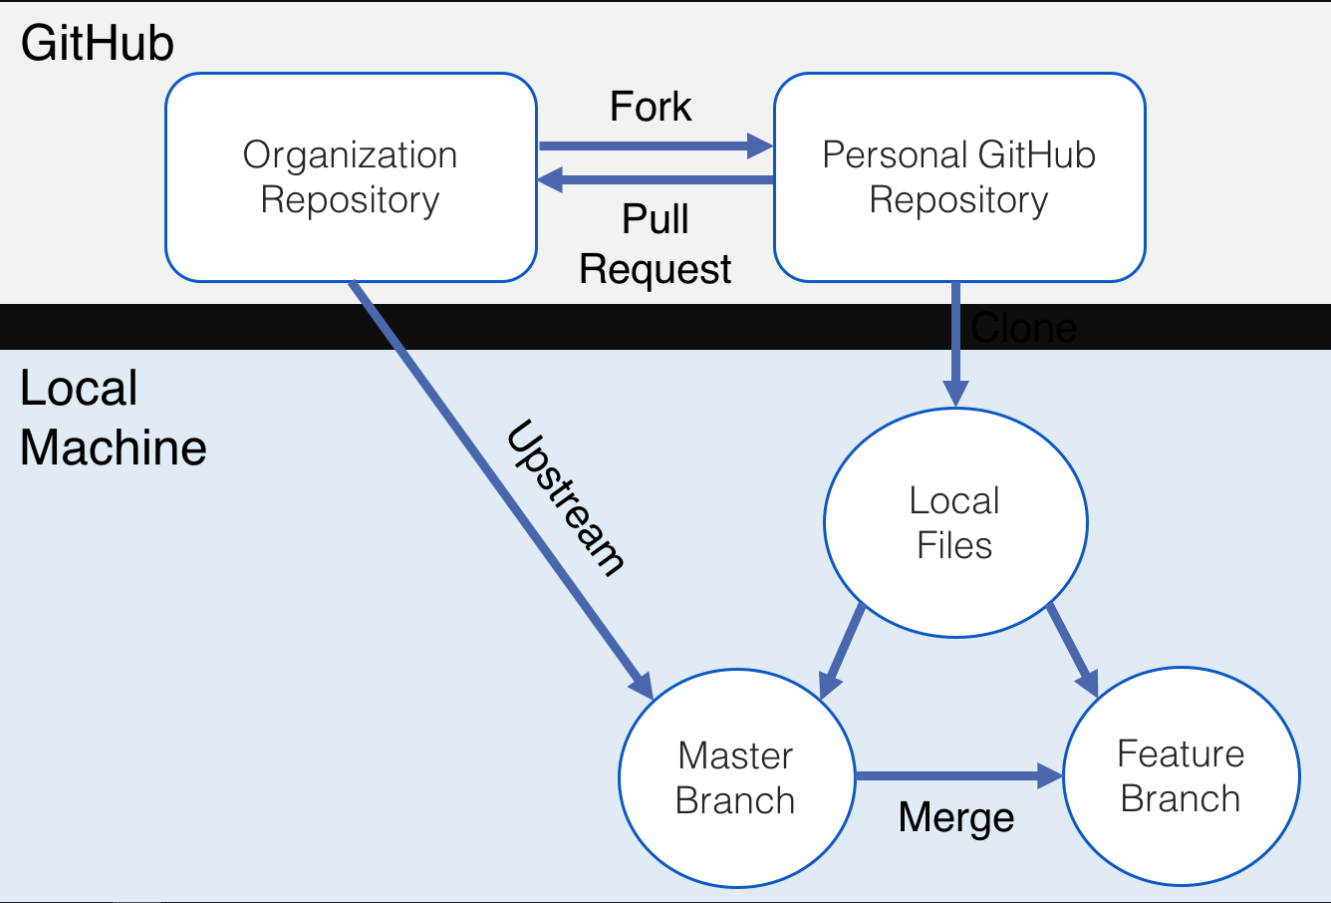 GitHub
Organization
Repository
Fork
Pull
Request
Personal GitHub
Repository
Clone
Local
Machine
Upstream
Local
Files
Master
Branch
Merge
Feature
Branch